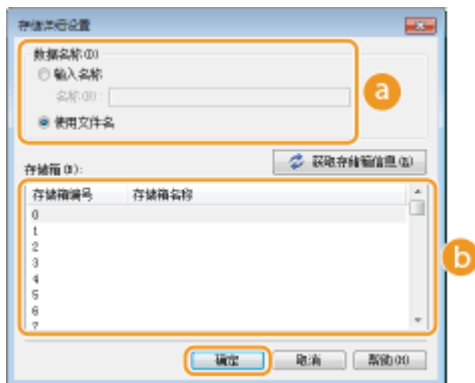 存储详细设置
数据名称(D)
输入名称
名称(N):
使用文件名
a
存储箱(B):
获取存储箱信息(G)
存储箱编号 存储箱名称
0
1
2
3
4
5
6
7
b
确定 取消 帮助(H)